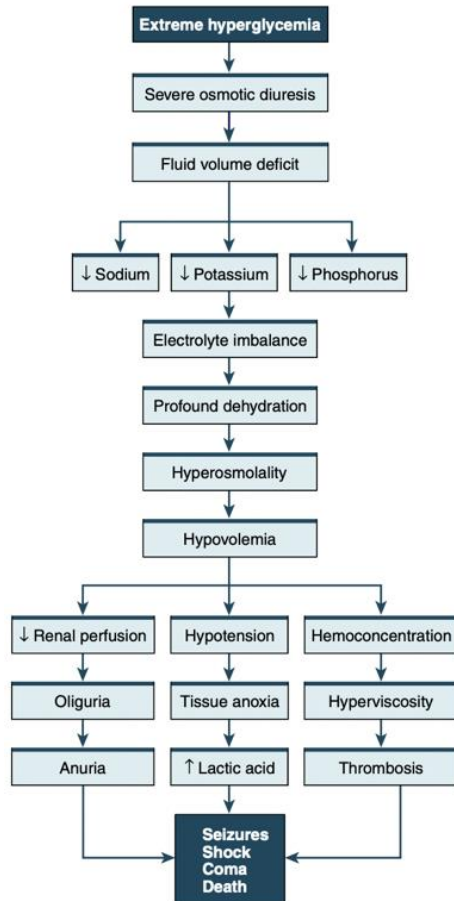 Extreme hyperglycemia
Severe osmotic diuresis
Fluid volume deficit
↓ Sodium
↓ Potassium
↓ Phosphorus
Electrolyte imbalance
Profound dehydration
Hyperosmolality
Hypovolemia
↓ Renal perfusion
Hypotension
Hemoconcentration
Oliguria
Tissue anoxia
Hyperviscosity
Anuria
↑ Lactic acid
Thrombosis
Seizures
Shock
Coma
Death